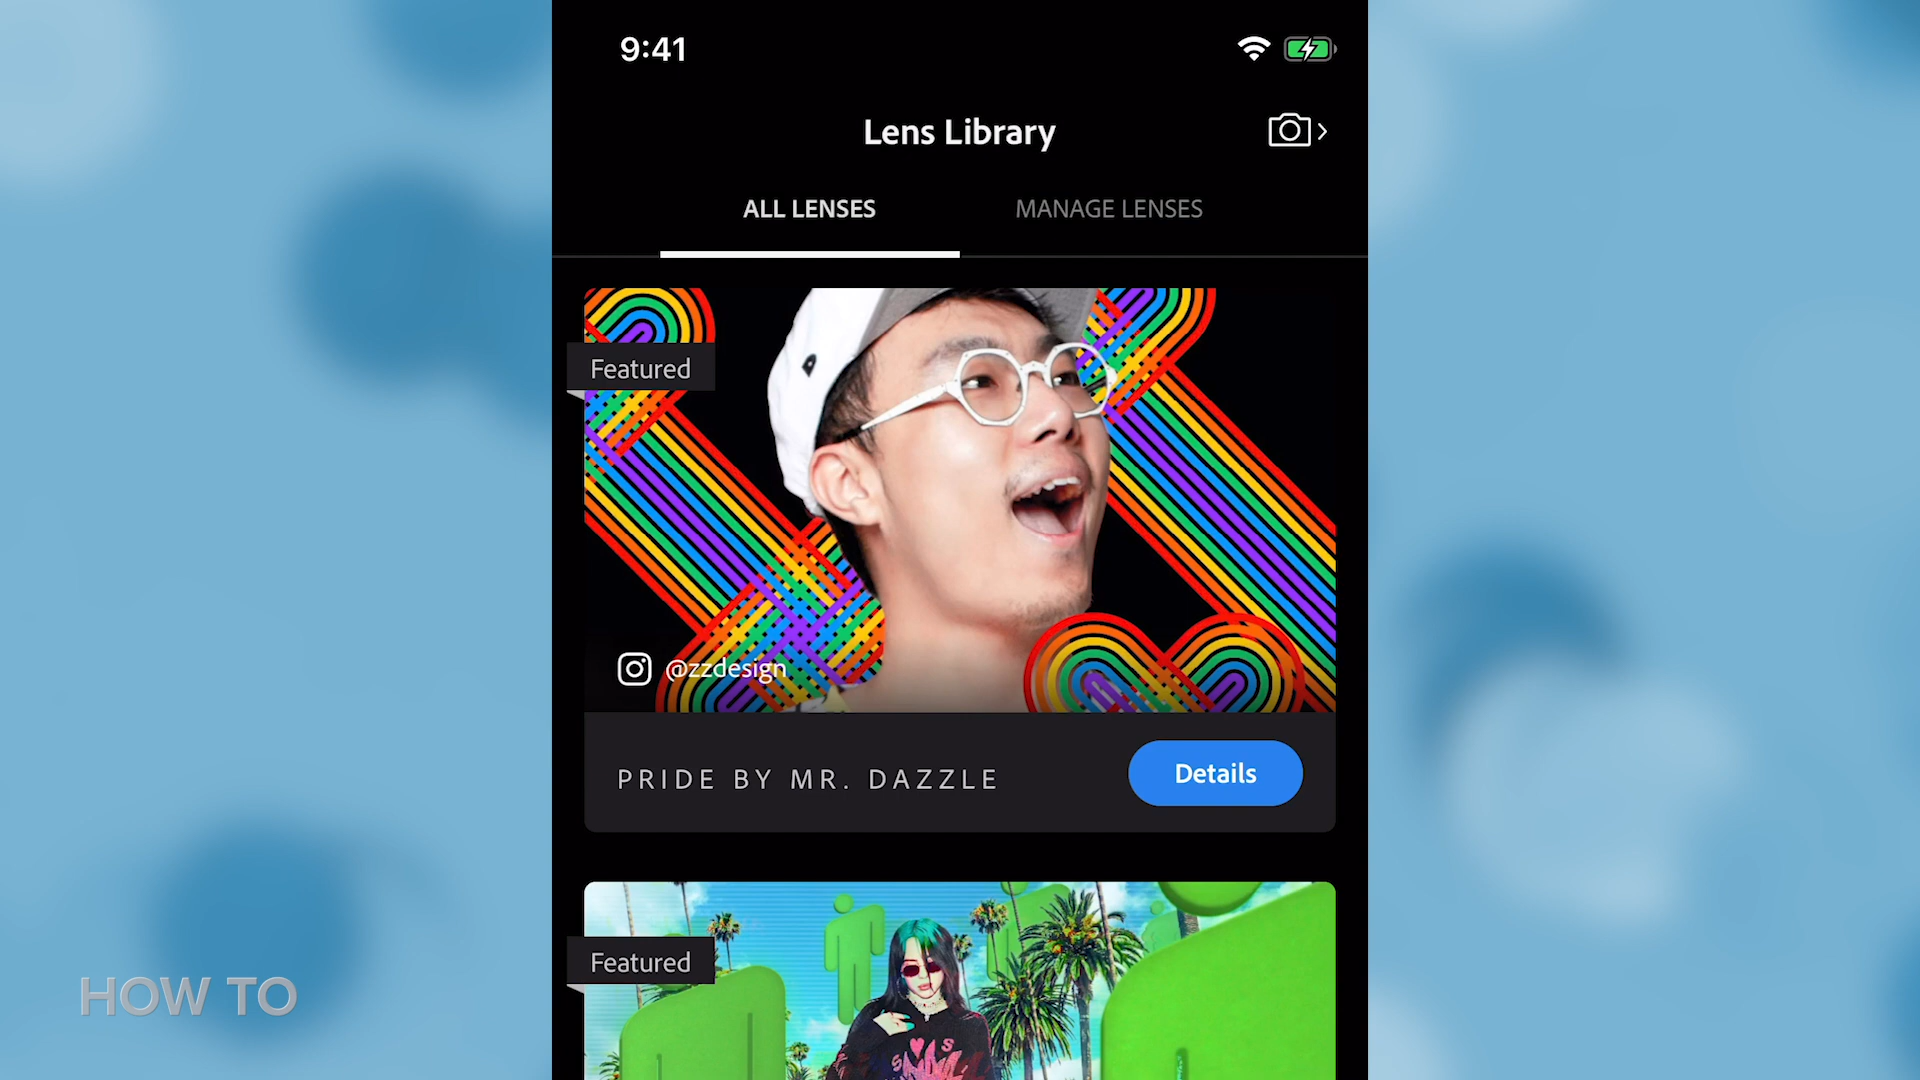 9:41
Lens Library
ALL LENSES
MANAGE LENSES
Featured
@zzdesign
PRIDE BY MR. DAZZLE
Details
Featured
HOW TO